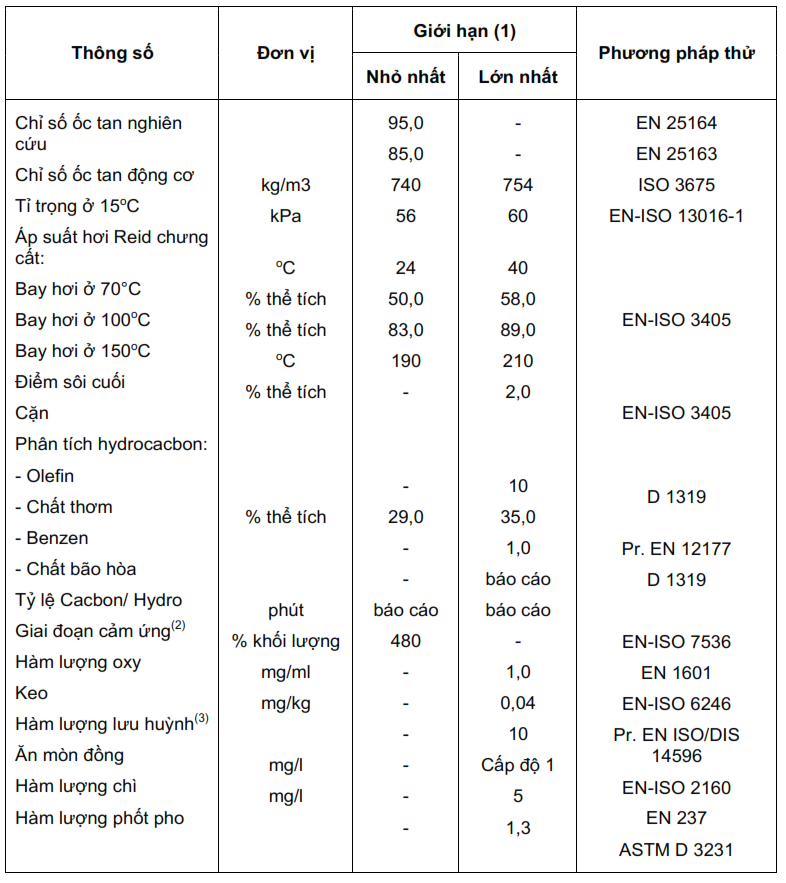 Thông số Đơn vị Giới hạn (1) Phương pháp thử
Nhỏ nhất Lớn nhất
Chỉ số ốc tan nghiên 95,0 - EN 25164
cứu
85,0 - EN 25163
Chỉ số ốc tan động cơ
kg/m3 740 754 ISO 3675
Tỉ trọng ở 15ºC
kPa 56 60 EN-ISO 13016-1
Áp suất hơi Reid chưng
cất:
ºC 24 40
Bay hơi ở 70°C
% thể tích 50,0 58,0
Bay hơi ở 100ºC EN-ISO 3405
% thể tích 83,0 89,0
Bay hơi ở 150ºC
ºC 190 210
Điểm sôi cuối
% thể tích - 2,0
Cặn EN-ISO 3405
Phân tích hydrocacbon:
- Olefin
- 10
D 1319
- Chất thơm
% thể tích 29,0 35,0
- Benzen
- 1,0 Pr. EN 12177
- Chất bão hòa
- báo cáo D 1319
Tỷ lệ Cacbon/ Hydro
phút báo cáo báo cáo
Giai đoạn cảm ứng(2)
% khối lượng 480 - EN-ISO 7536
Hàm lượng oxy
mg/ml - 1,0 EN 1601
Keo
mg/kg - 0,04 EN-ISO 6246
Hàm lượng lưu huỳnh(3)
- 10 Pr. EN ISO/DIS
14596
Ăn mòn đồng
mg/l - Cấp độ 1
Hàm lượng chì EN-ISO 2160
mg/l - 5
Hàm lượng phốt pho EN 237
- 1,3
ASTM D 3231